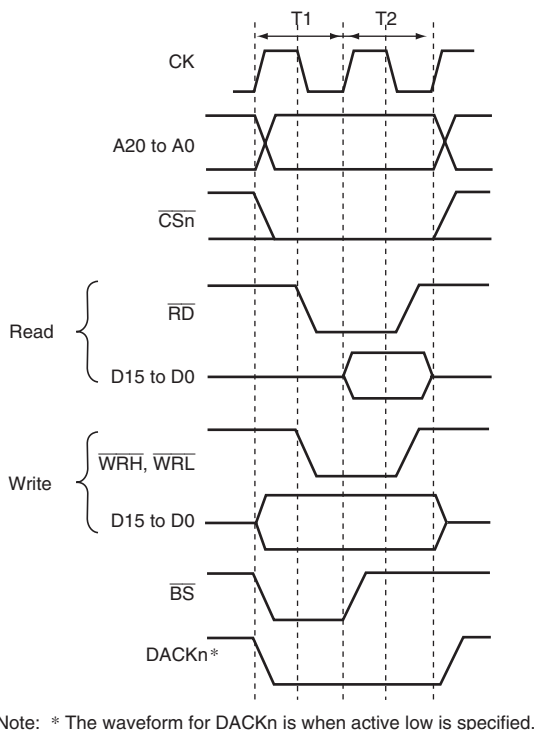 T1 T2
CK
A20 to A0
CSn
RD
Read
D15 to D0
WRH, WRL
Write
D15 to D0
BS
DACKn*
Note: * The waveform for DACKn is when active low is specified.